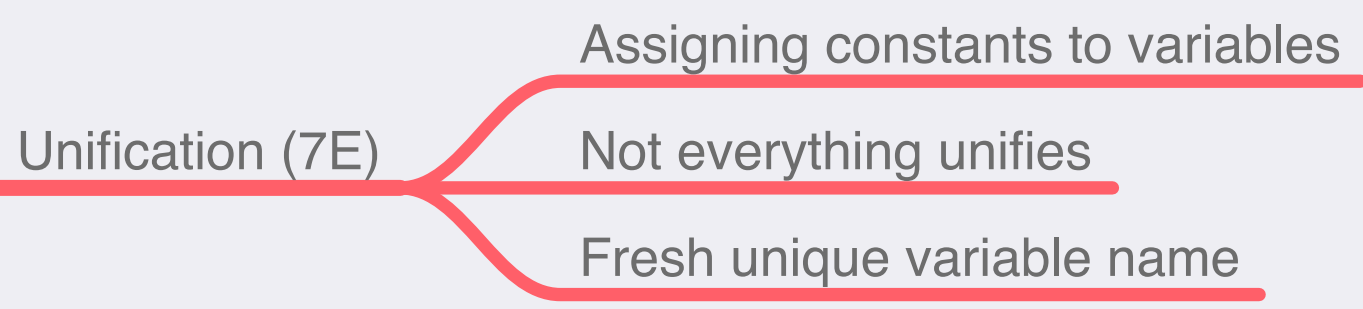 Assigning constants to variables
Unification (7E)
Not everything unifies
Fresh unique variable name